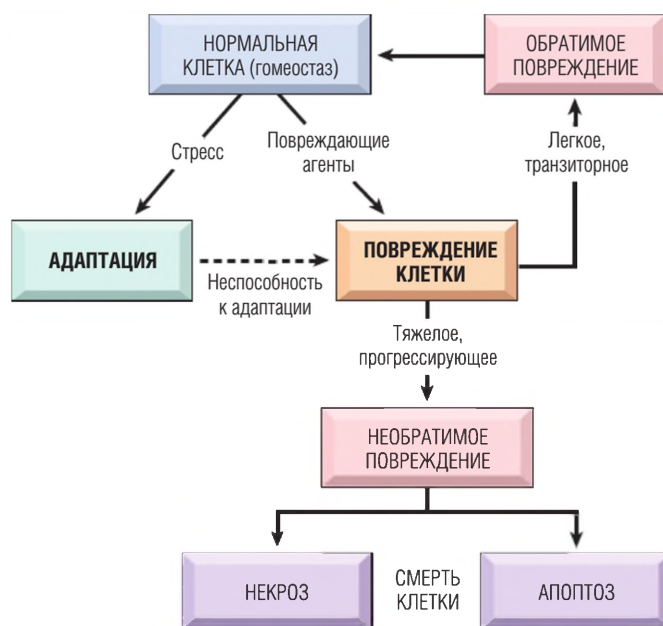 НОРМАЛЬНАЯ
КЛЕТКА (гомеостаз)
ОБРАТИМОЕ
ПОВРЕЖДЕНИЕ
Стресс
Повреждающие
агенты
Легкое,
транзиторное
АДАПТАЦИЯ
Неспособность
к адаптации
ПОВРЕЖДЕНИЕ
КЛЕТКИ
Тяжелое,
прогрессирующее
НЕОБРАТИМОЕ
ПОВРЕЖДЕНИЕ
НЕКРОЗ
СМЕРТЬ
КЛЕТКИ
АПОПТОЗ